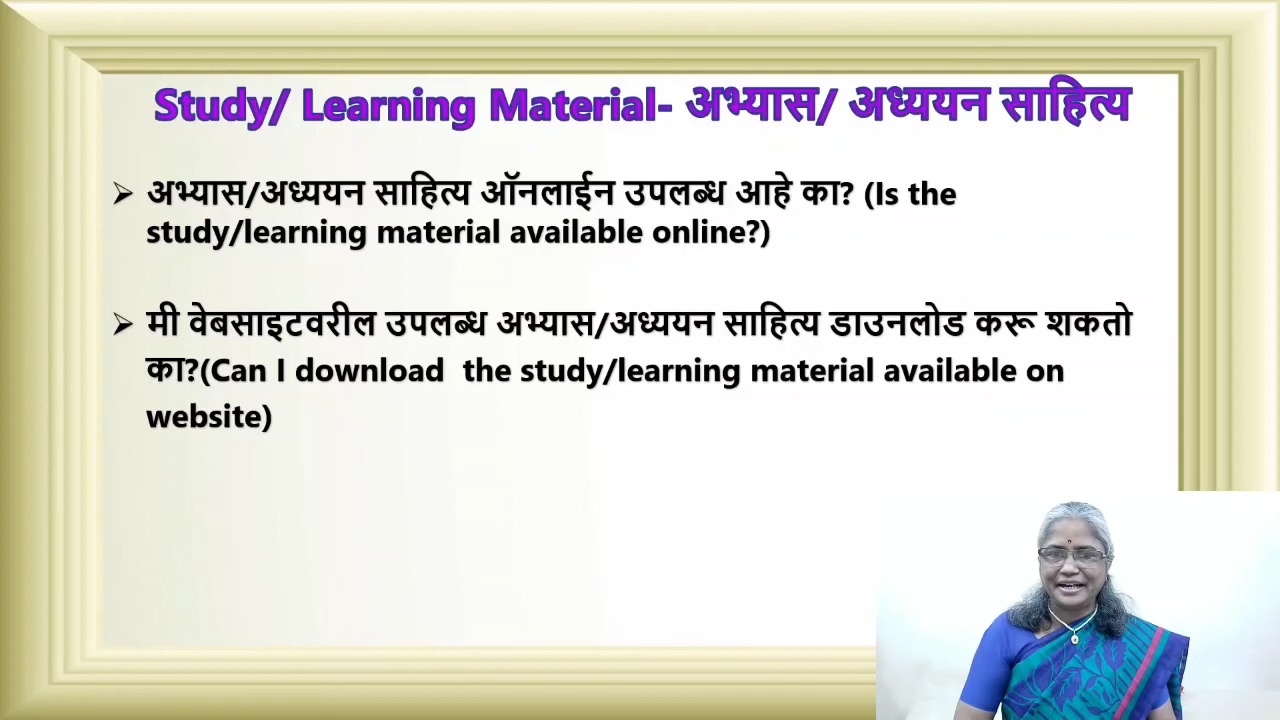 Study/ Learning Material- अभ्यास/ अध्ययन साहित्य
अभ्यास/अध्ययन साहित्य ऑनलाईन उपलब्ध आहे का? (Is the
study/learning material available online?)
मी वेबसाइटवरील उपलब्ध अभ्यास/अध्ययन साहित्य डाउनलोड करू शकतो
का?(Can I download  the study/learning material available on
website)